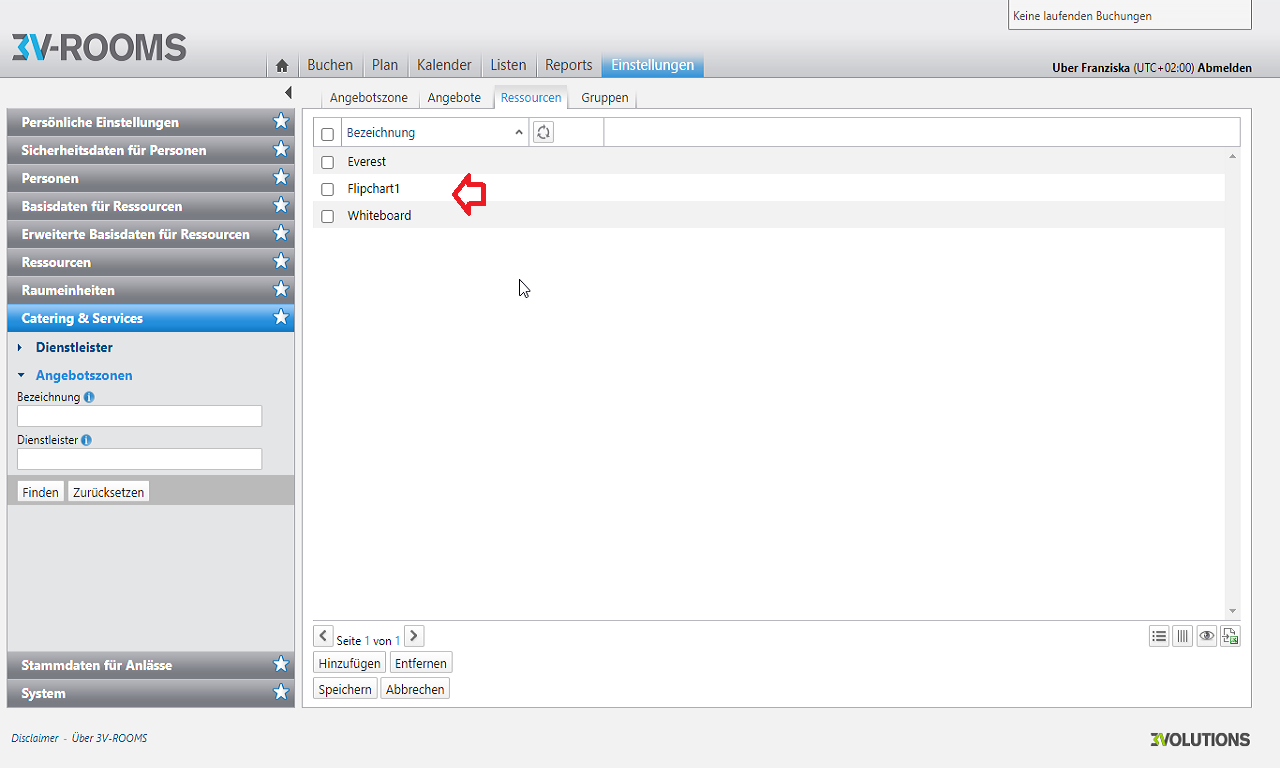 Keine laufenden Buchungen
3V-ROOMS
Buchen Plan Kalender Listen Reports Einstellungen
Uber Franziska (UTC+02:00) Abmelden
Angebotszone Angebote Ressourcen Gruppen
Persönliche Einstellungen
Sicherheitsdaten für Personen
Personen
Basisdaten für Ressourcen
Erweiterte Basisdaten für Ressourcen
Ressourcen
Raumeinheiten
Catering & Services
Dienstleister
Angebotszonen
Bezeichnung
Dienstleister
Finden Zurücksetzen
Stammdaten für Anlässe
System
Bezeichnung
Everest
Flipchart1
Whiteboard
Seite 1 von 1
Hinzufügen Entfernen
Speichern Abbrechen
Disclaimer - Über 3V-ROOMS
3VOLUTIONS